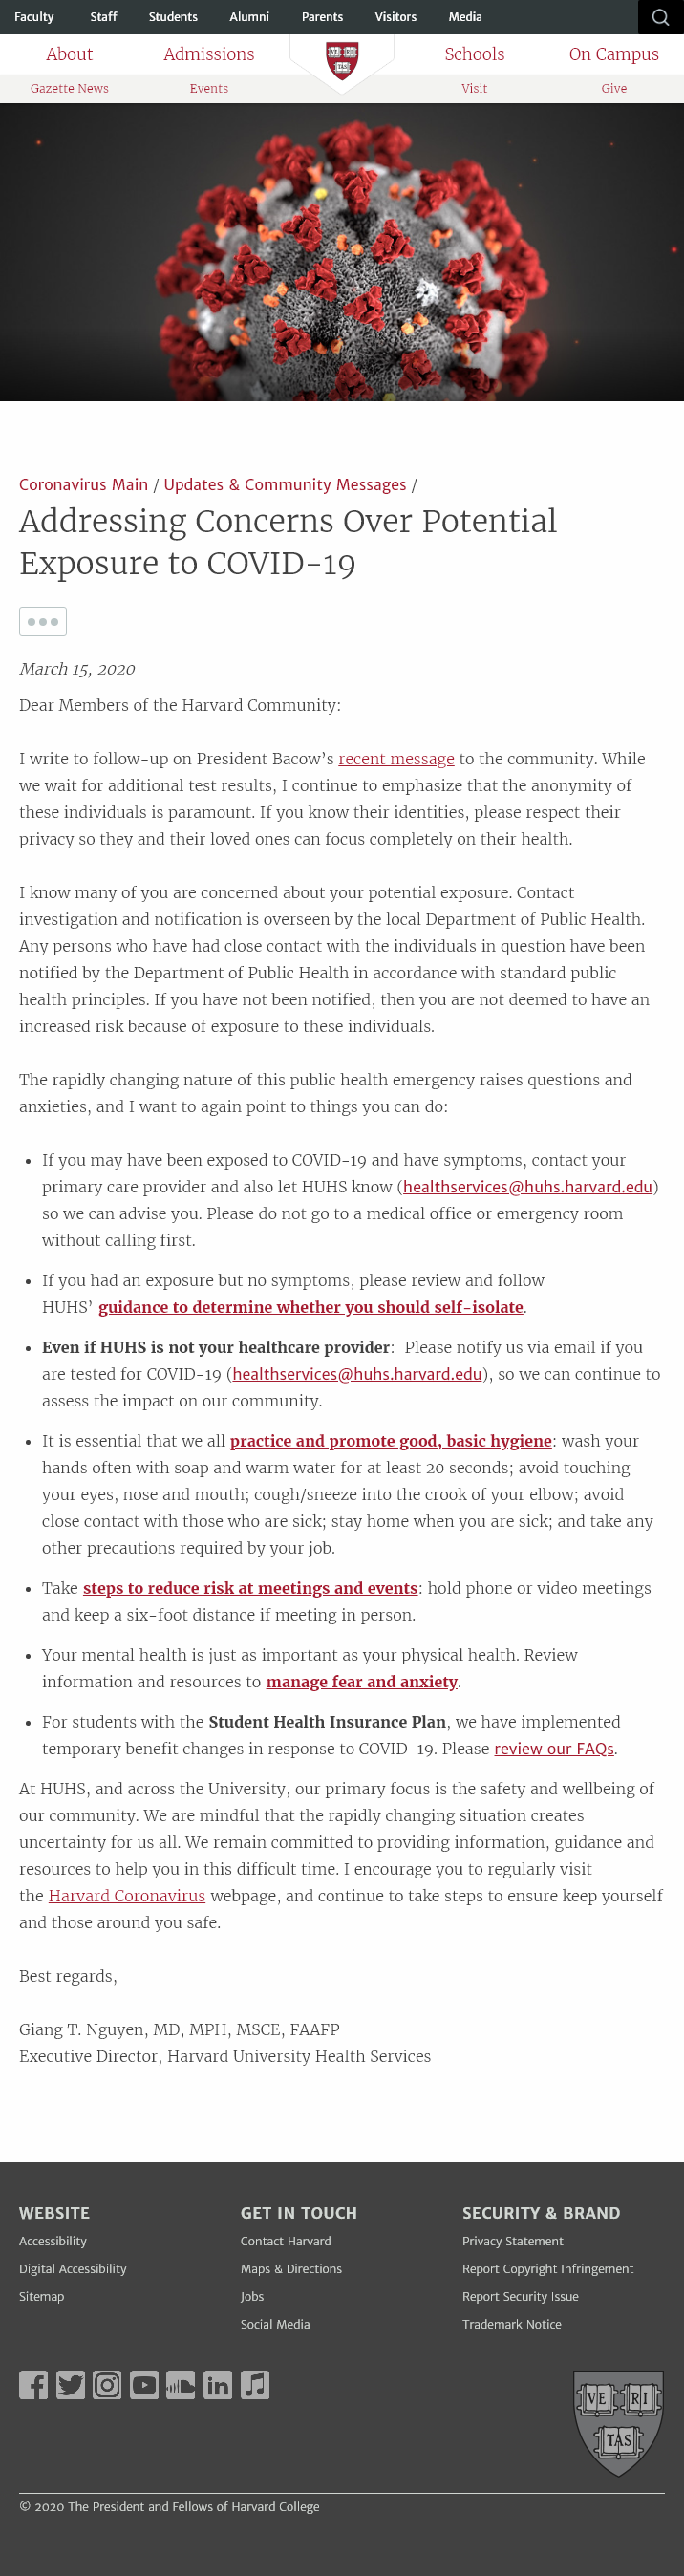 Faculty Staff Students Alumni Parents Visitors Media
About Admissions Schools On Campus
Gazette News Events Visit Give
Coronavirus Main / Updates & Community Messages /
Addressing Concerns Over Potential
Exposure to COVID-19
March 15, 2020
Dear Members of the Harvard Community:
I write to follow-up on President Bacow’s recent message to the community. While
we wait for additional test results, I continue to emphasize that the anonymity of
these individuals is paramount. If you know their identities, please respect their
privacy so they and their loved ones can focus completely on their health.
I know many of you are concerned about your potential exposure. Contact
investigation and notification is overseen by the local Department of Public Health.
Any persons who have had close contact with the individuals in question have been
notified by the Department of Public Health in accordance with standard public
health principles. If you have not been notified, then you are not deemed to have an
increased risk because of exposure to these individuals.
The rapidly changing nature of this public health emergency raises questions and
anxieties, and I want to again point to things you can do:
• If you may have been exposed to COVID-19 and have symptoms, contact your
primary care provider and also let HUHS know (healthservices@huhs.harvard.edu)
so we can advise you. Please do not go to a medical office or emergency room
without calling first.
• If you had an exposure but no symptoms, please review and follow
HUHS’ guidance to determine whether you should self-isolate.
• Even if HUHS is not your healthcare provider: Please notify us via email if you
are tested for COVID-19 (healthservices@huhs.harvard.edu), so we can continue to
assess the impact on our community.
• It is essential that we all practice and promote good, basic hygiene: wash your
hands often with soap and warm water for at least 20 seconds; avoid touching
your eyes, nose and mouth; cough/sneeze into the crook of your elbow; avoid
close contact with those who are sick; stay home when you are sick; and take any
other precautions required by your job.
• Take steps to reduce risk at meetings and events: hold phone or video meetings
and keep a six-foot distance if meeting in person.
• Your mental health is just as important as your physical health. Review
information and resources to manage fear and anxiety.
• For students with the Student Health Insurance Plan, we have implemented
temporary benefit changes in response to COVID-19. Please review our FAQs.
At HUHS, and across the University, our primary focus is the safety and wellbeing of
our community. We are mindful that the rapidly changing situation creates
uncertainty for us all. We remain committed to providing information, guidance and
resources to help you in this difficult time. I encourage you to regularly visit
the Harvard Coronavirus webpage, and continue to take steps to ensure keep yourself
and those around you safe.
Best regards,
Giang T. Nguyen, MD, MPH, MSCE, FAAFP
Executive Director, Harvard University Health Services
WEBSITE
Accessibility
Digital Accessibility
Sitemap
GET IN TOUCH
Contact Harvard
Maps & Directions
Jobs
Social Media
SECURITY & BRAND
Privacy Statement
Report Copyright Infringement
Report Security Issue
Trademark Notice
VE RI
TAS
© 2020 The President and Fellows of Harvard College